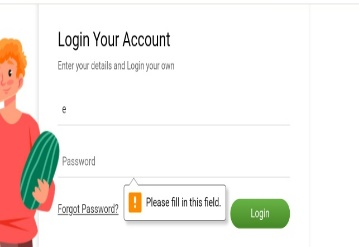 Login Your Account
Enter your details and Login your own
e
Password
Please fill in this field.
Forgot Password?
Login